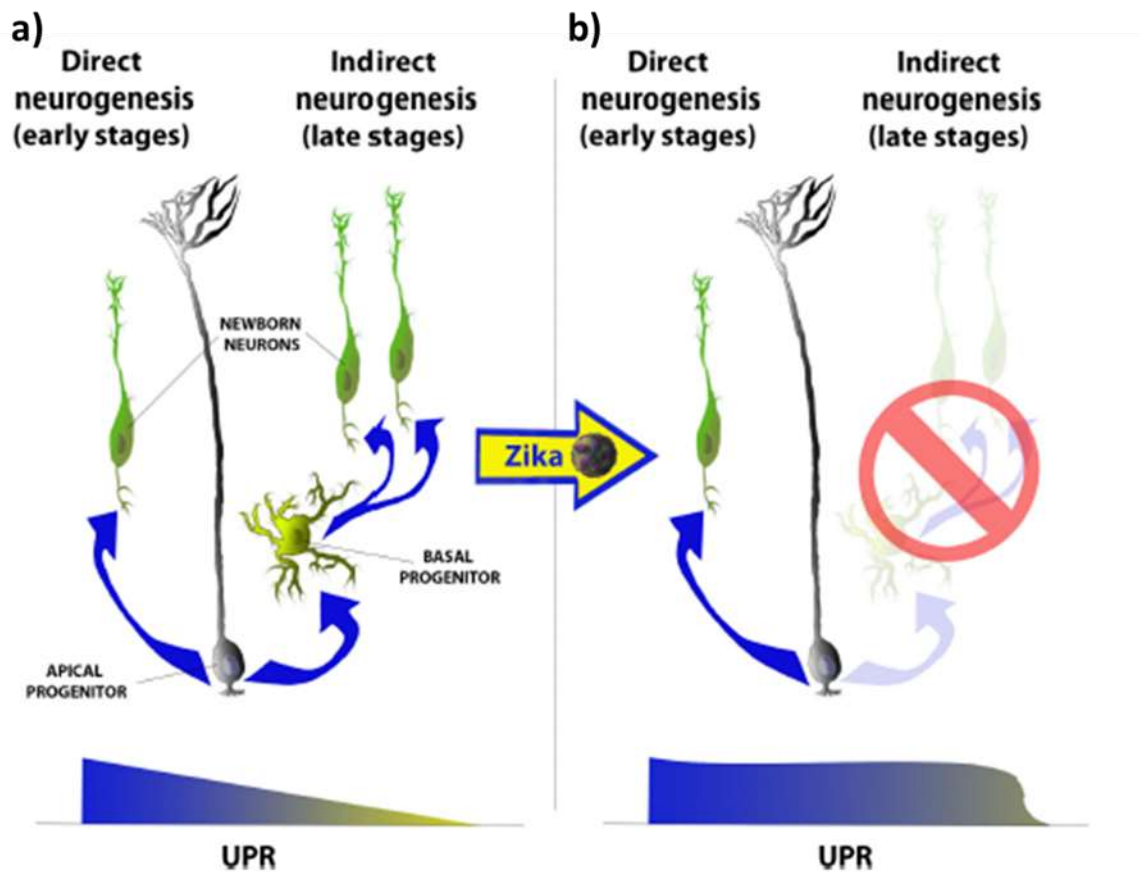 a)
Direct
neurogenesis
(early stages)
Indirect
neurogenesis
(late stages)
NEWBORN
NEURONS
BASAL
PROGENITOR
APICAL
PROGENITOR
UPR
Zika
b)
Direct
neurogenesis
(early stages)
Indirect
neurogenesis
(late stages)
UPR